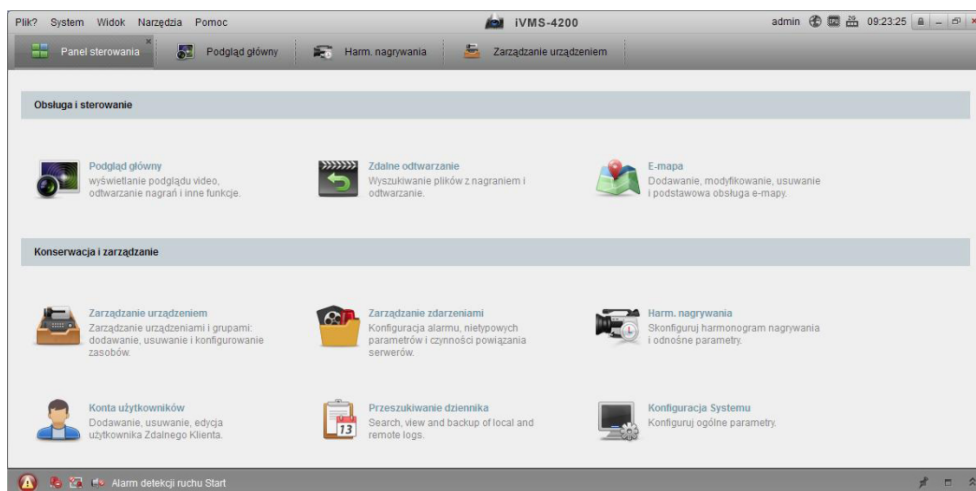 Plik? System Widok Narzędzia Pomoc
iVMS-4200
admin
09:23:25
Panel sterowania
Podgląd główny
Harm. nagrywania
Zarządzanie urządzeniem
Obsługa i sterowanie
Podgląd główny
wyświetlanie podglądu video,
odtwarzanie nagrań i inne funkcje.
Zdalne odtwarzanie
Wyszukiwanie plików z nagraniem i
odtwarzanie.
E-mapa
Dodawanie, modyfikowanie, usuwanie
i podstawowa obsługa e-mapy.
Konserwacja i zarządzanie
Zarządzanie urządzeniem
Zarządzanie urządzeniami i grupami:
dodawanie, usuwanie i konfigurowanie
zasobów.
Zarządzanie zdarzeniami
Konfiguracja alarmu, nietypowych
parametrów i czynności powiązania
serwerów.
Harm. nagrywania
Skonfiguruj harmonogram nagrywania
i odnośne parametry.
Konta użytkowników
Dodawanie, usuwanie, edycja
użytkownika Zdalnego Klienta.
13
Przeszukiwanie dziennika
Search, view and backup of local and
remote logs.
Konfiguracja Systemu
Konfiguruj ogólne parametry.
Alarm detekcji ruchu Start